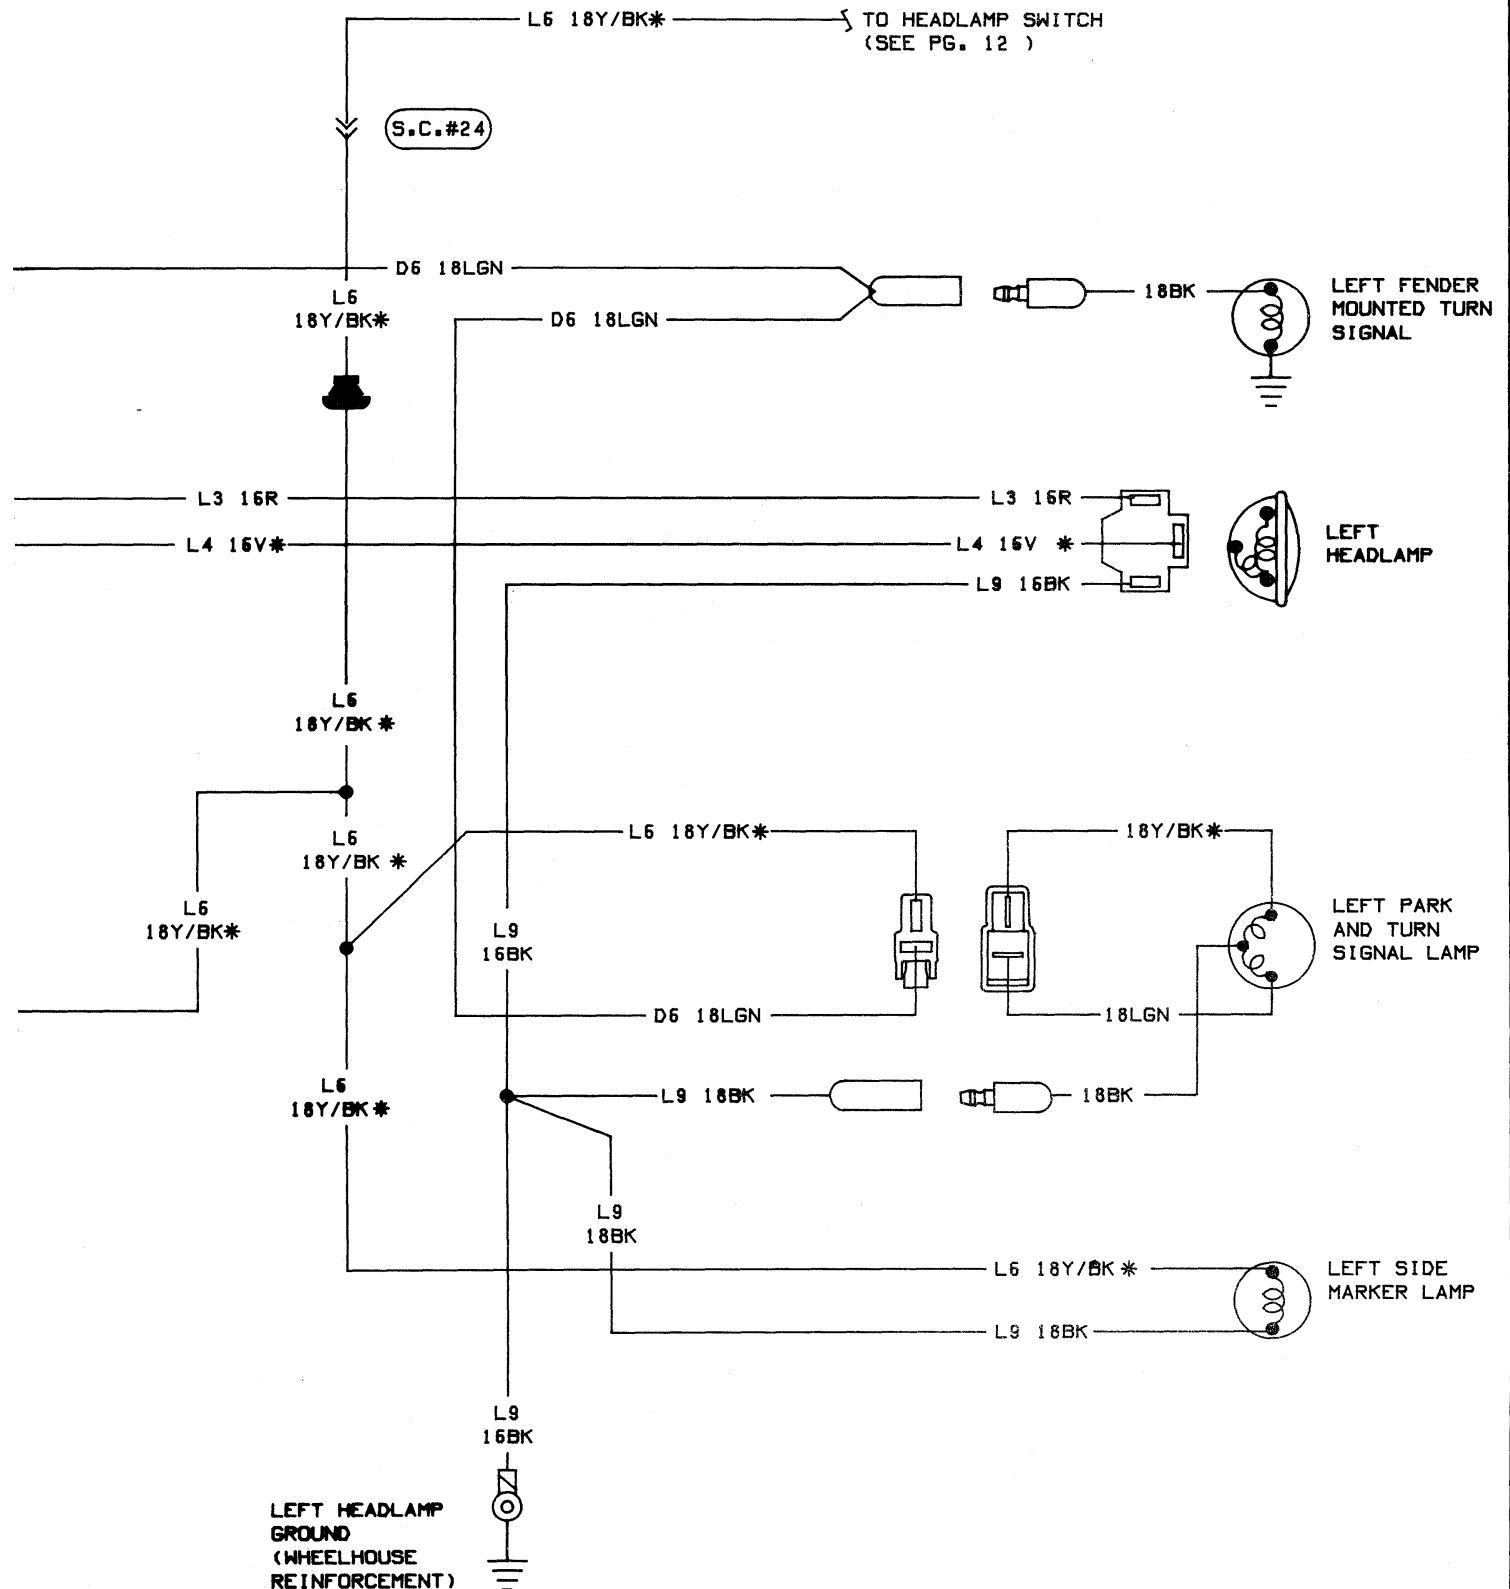 L6 18Y/BK*
TO HEADLAMP SWITCH
(SEE PG. 12 )
S.C.#24
D6 18LGN
L6
18Y/BK*
D6 18LGN
18BK
LEFT FENDER
MOUNTED TURN
SIGNAL
L3 16R
L3 16R
L4 16V*
L4 16V *
LEFT
HEADLAMP
L9 16BK
L6
18Y/BK *
L6
18Y/BK *
L6 18Y/BK*
18Y/BK*
L6
18Y/BK*
L9
16BK
LEFT PARK
AND TURN
SIGNAL LAMP
D6 18LGN
18LGN
L6
18Y/BK*
L9 18BK
18BK
L9
18BK
L6 18Y/BK *
LEFT SIDE
MARKER LAMP
L9 18BK
L9
16BK
LEFT HEADLAMP
GROUND
(WHEELHOUSE
REINFORCEMENT)